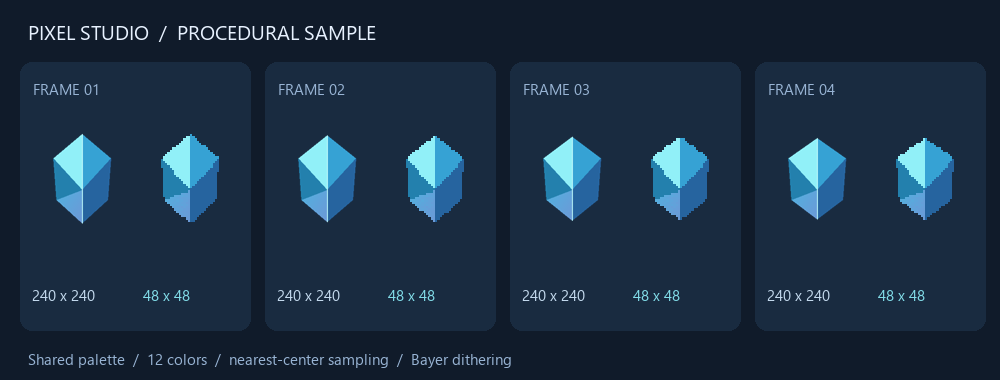 PIXEL STUDIO / PROCEDURAL SAMPLE
FRAME 01
FRAME 02
FRAME 03
FRAME 04
240 x 240 48 x 48
240 x 240 48 x 48
240 x 240 48 x 48
240 x 240 48 x 48
Shared palette / 12 colors / nearest-center sampling / Bayer dithering